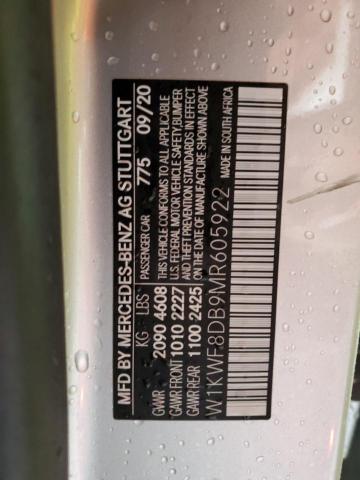 MFD BY MERCEDES-BENZ AG STUTTGART
KG LBS PASSENGER CAR 775 09/20
GVWR 2090 4608 THIS VEHICLE CONFORMS TO ALL APPLICABLE
GAWR FRONT 1010 2227 U.S. FEDERAL MOTOR VEHICLE SAFETY, BUMPER
GAWR REAR 1100 2425 AND THEFT PREVENTION STANDARDS IN EFFECT
ON THE DATE OF MANUFACTURE SHOWN ABOVE
W1KWF8DB9MR605922 MADE IN SOUTH AFRICA